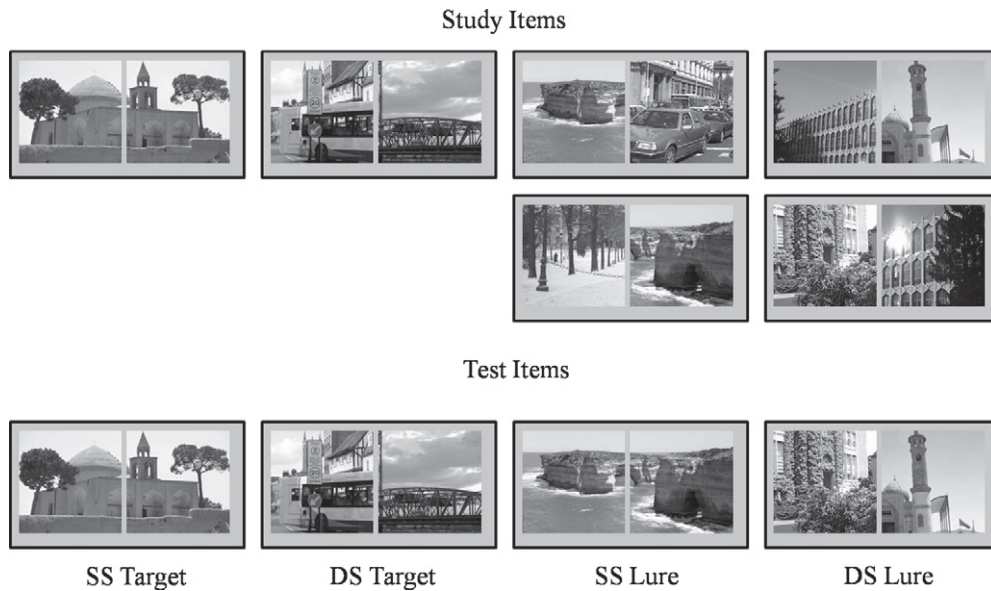 Study Items
Test Items
SS Target
DS Target
SS Lure
DS Lure